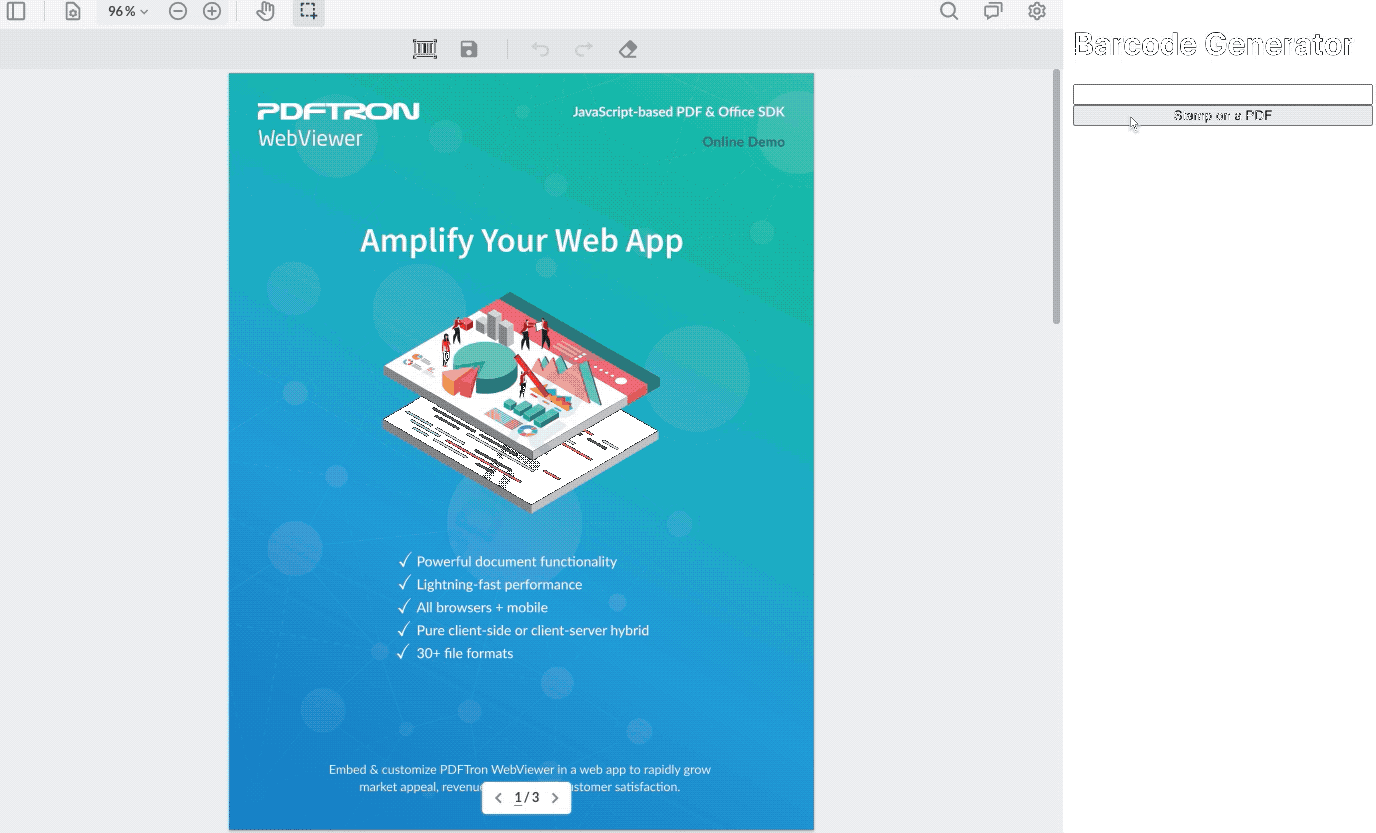 96%
Barcode Generator
Stamp on a PDF
PDFTRON
WebViewer
JavaScript-based PDF & Office SDK
Online Demo
Amplify Your Web App
✓ Powerful document functionality
✓ Lightning-fast performance
✓ All browsers + mobile
✓ Pure client-side or client-server hybrid
✓ 30+ file formats
Embed & customize PDFTron WebViewer in a web app to rapidly grow
market appeal, revenue customer satisfaction.
1 / 3